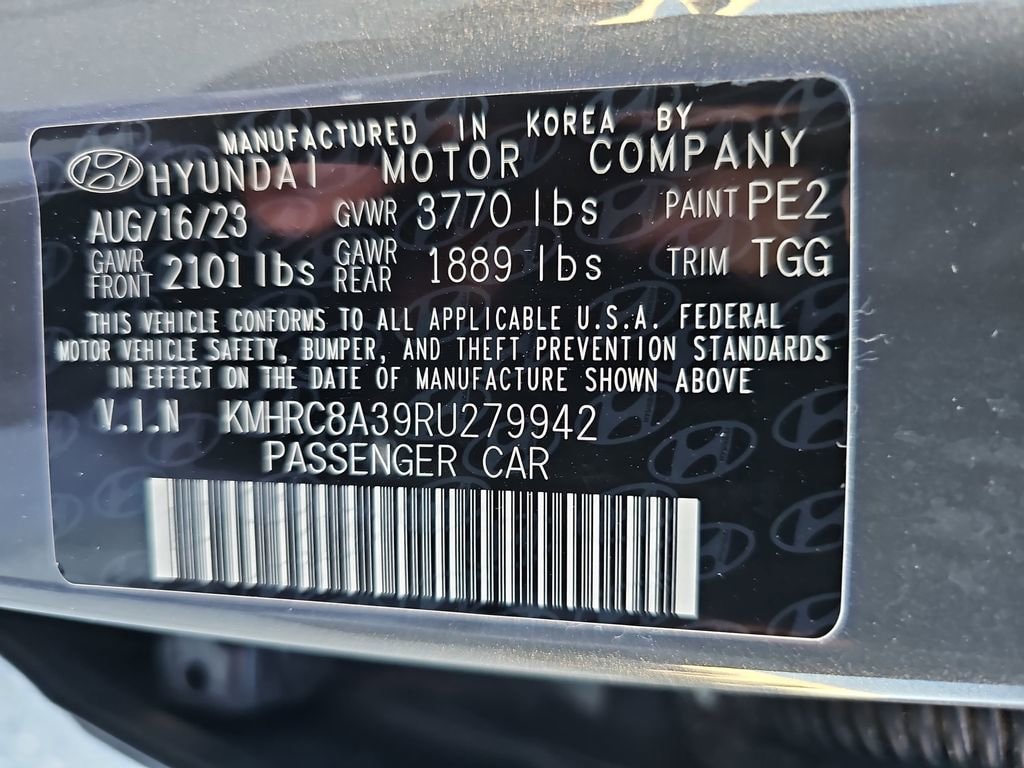 MANUFACTURED IN KOREA BY
HYUNDAI MOTOR COMPANY
AUG/16/23 GVWR 3770 lbs PAINT PE2
GAWR FRONT 2101 lbs GAWR REAR 1889 lbs TRIM TGG
THIS VEHICLE CONFORMS TO ALL APPLICABLE U.S.A. FEDERAL
MOTOR VEHICLE SAFETY, BUMPER, AND THEFT PREVENTION STANDARDS
IN EFFECT ON THE DATE OF MANUFACTURE SHOWN ABOVE
V.I.N KMHRC8A39RU279942
PASSENGER CAR